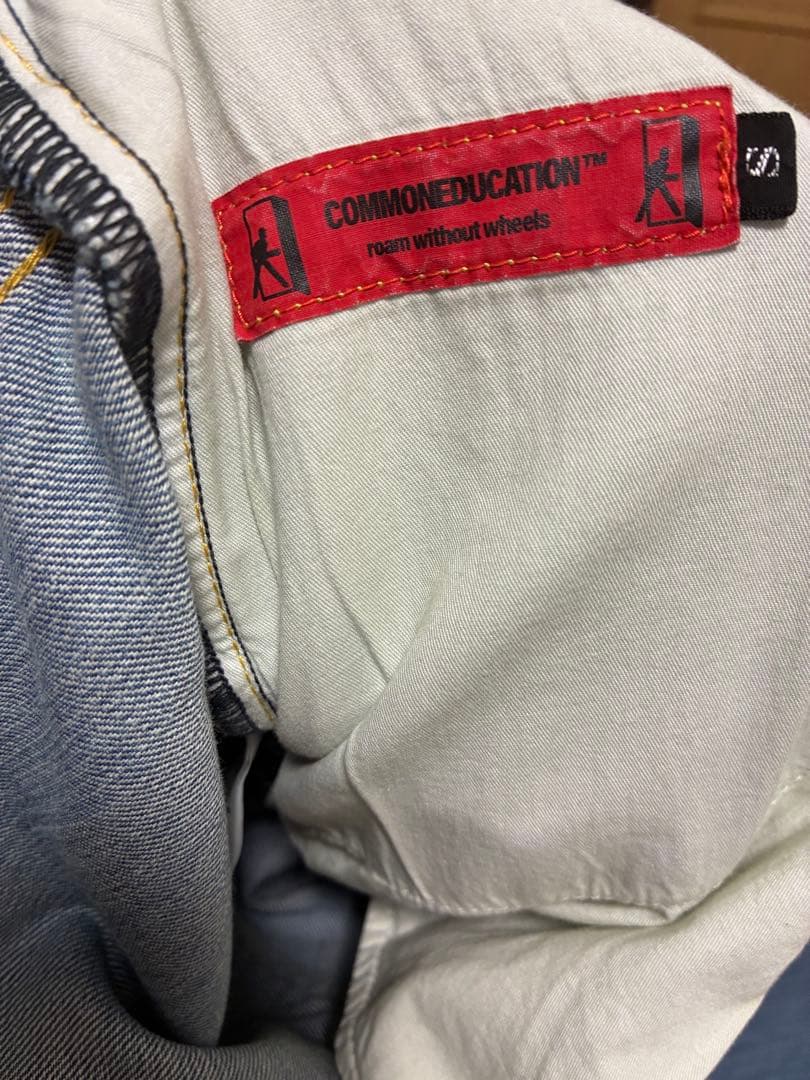 COMMONEDUCATION™
roam without wheels
S